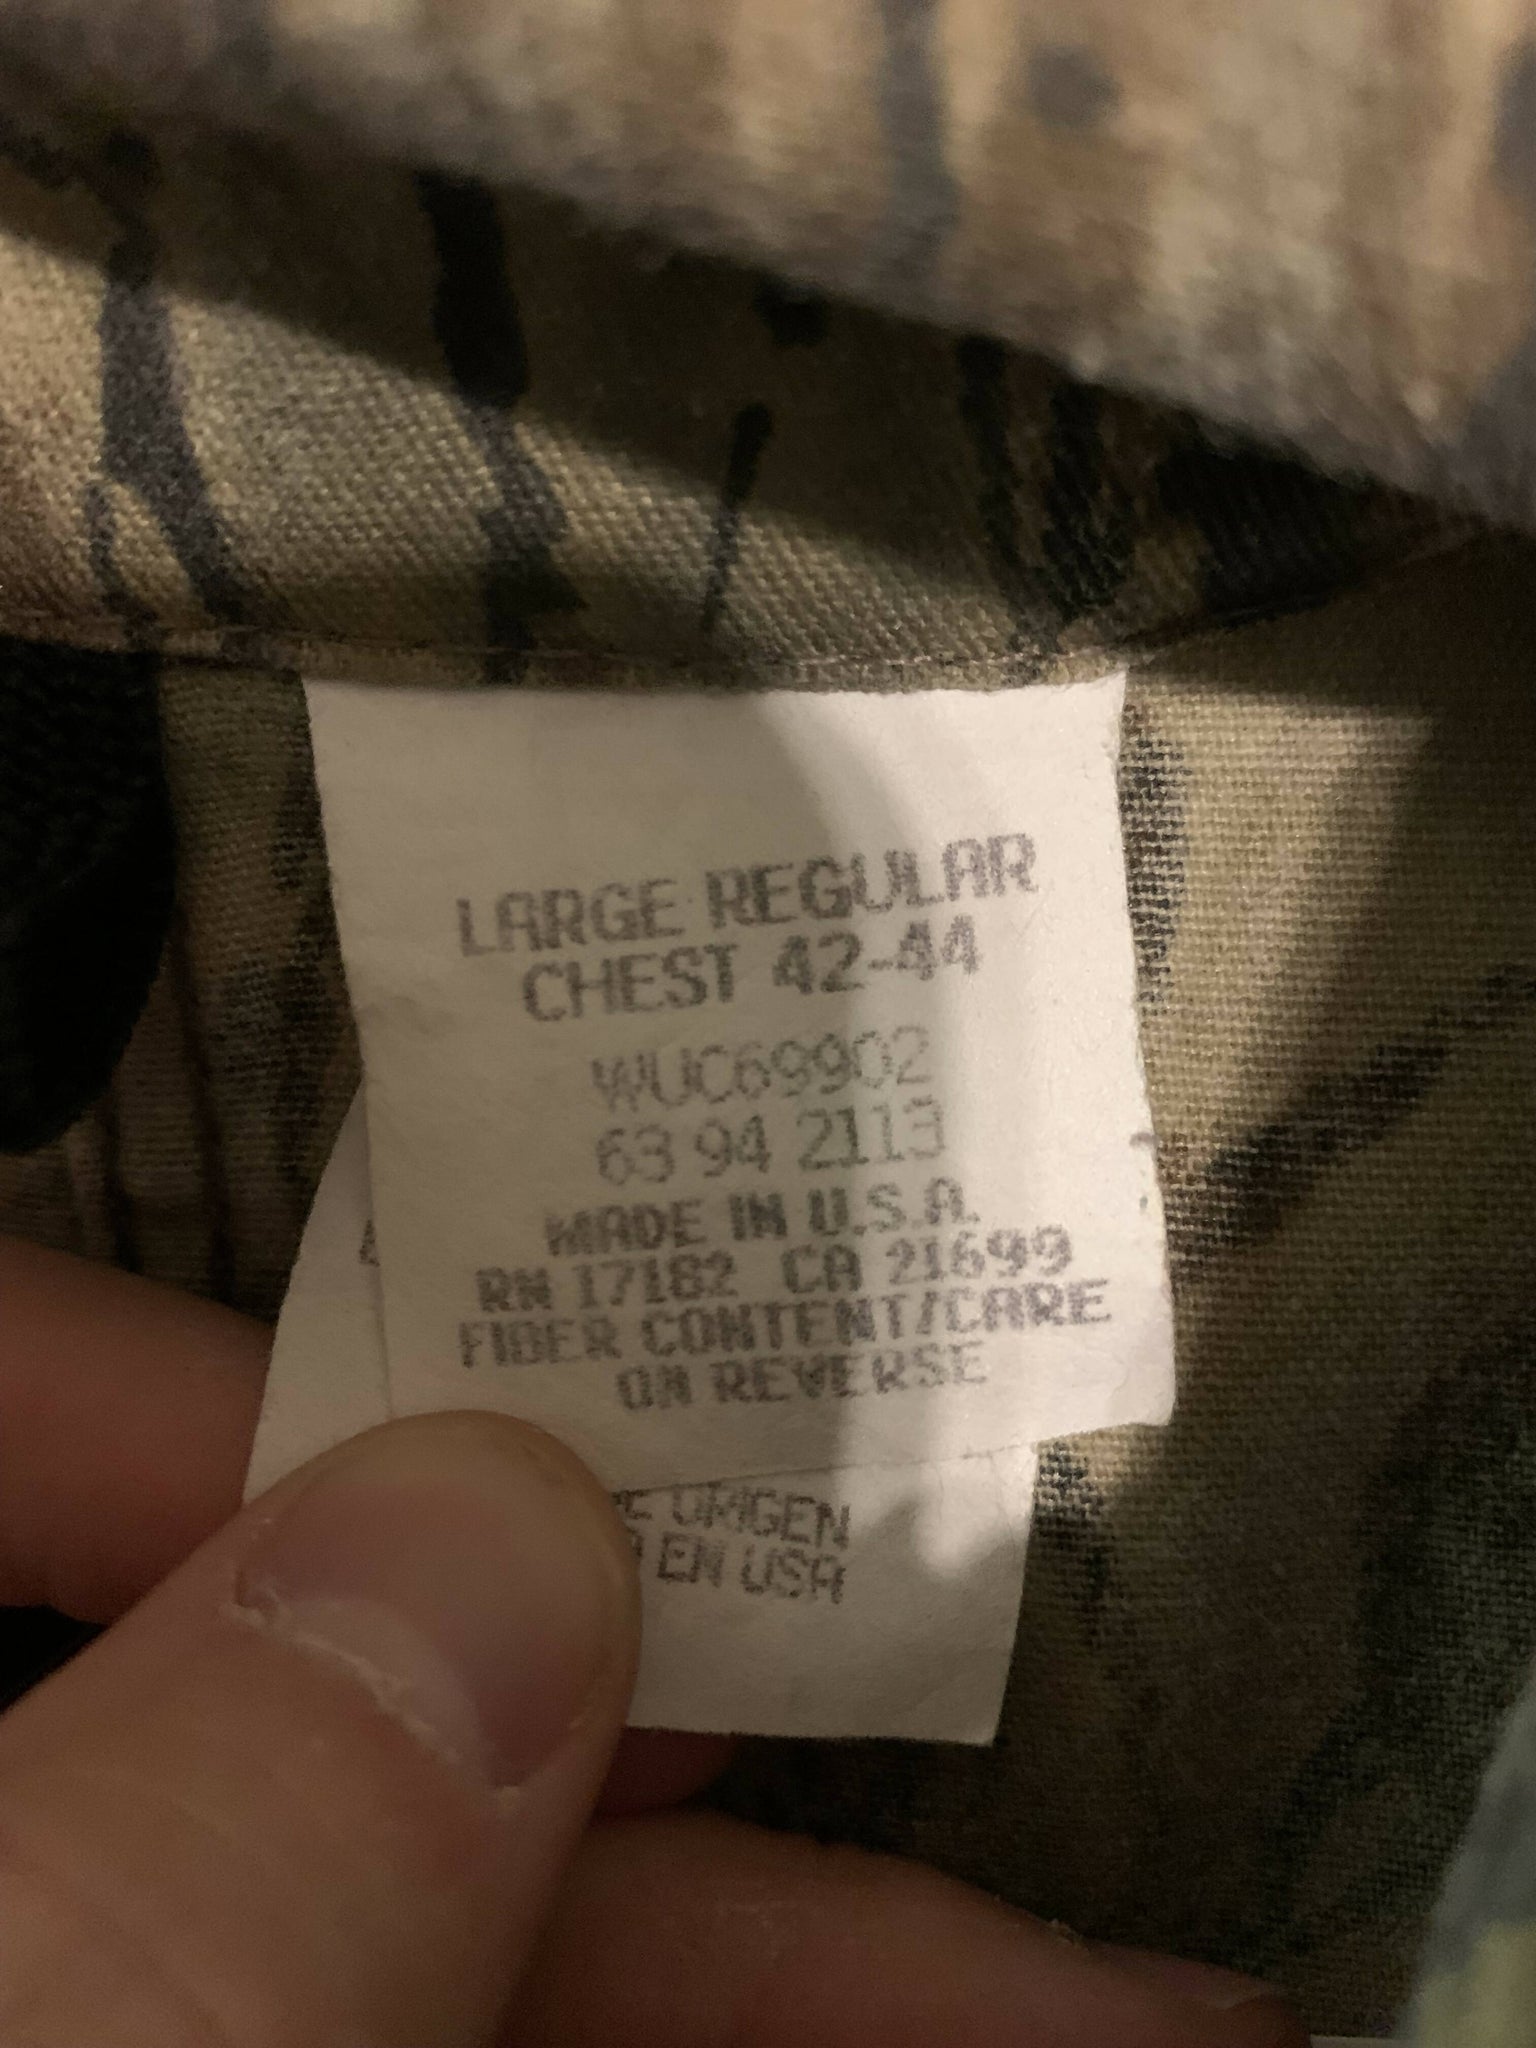 LARGE REGULAR
CHEST 42-44
WUC69902
63 94 2113
MADE IN U.S.A.
RN 17182 CA 21699
FIBER CONTENT/CARE
ON REVERSE
ORIGEN
EN USA